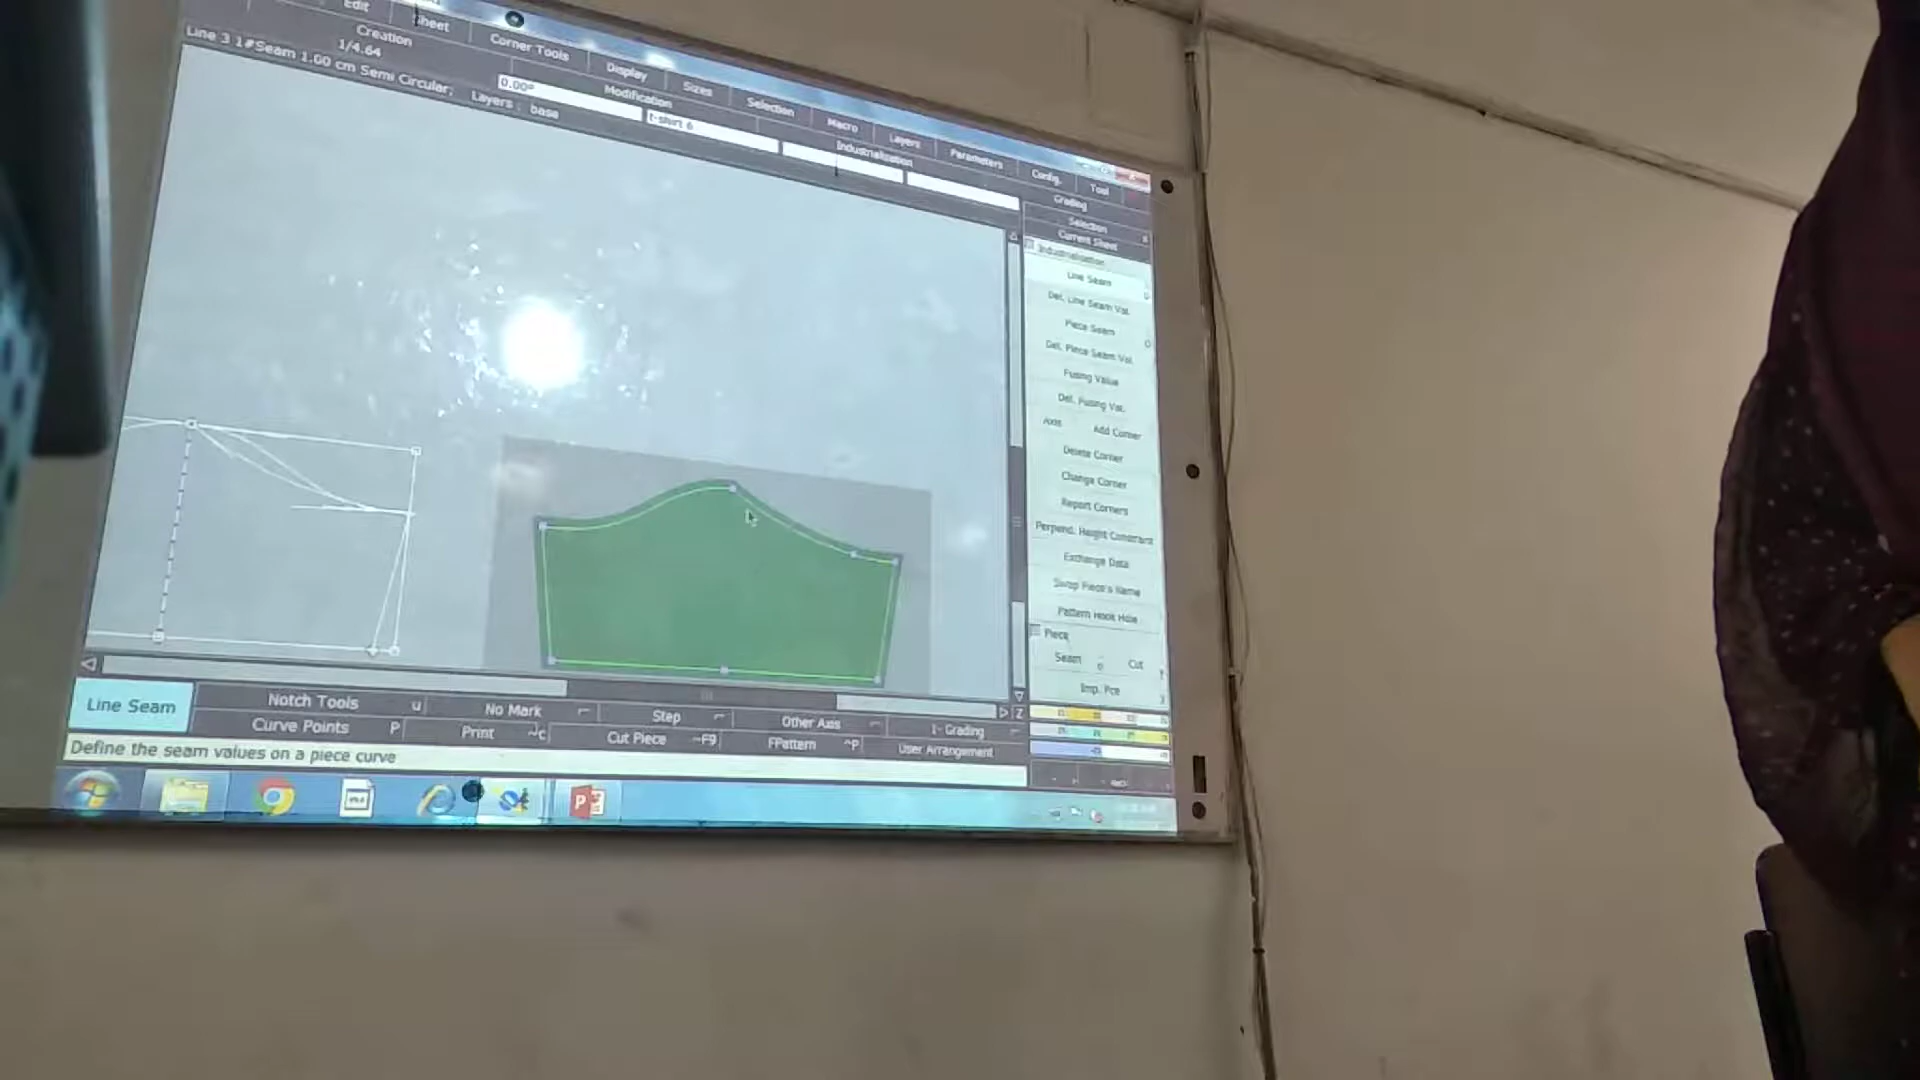 Edit
Sheet
Corner Tools
Display
Sizes
Selection
Macro
Layers
Parameters
Config.
Tool
Creation
Modification
Industrialisation
Grading
1/4.64
0.00°
t-shirt 6
Line 3 1#Seam 1.00 cm Semi Circular; Layers : base
Selection
Current Sheet
Industrialisation
Line Seam
Del. Line Seam Val.
Piece Seam
Del. Piece Seam Val.
Fusing Value
Del. Fusing Val.
Axis Add Corner
Delete Corner
Change Corner
Report Corners
Perpend. Height Constraint
Exchange Data
Swap Piece's Name
Pattern Hook Hole
Piece
Seam Cut
Imp. Pce
Line Seam
Notch Tools u
No Mark
Step
Other Axis
Grading
Z
Curve Points P
Print ~c
Cut Piece ~F9
FPattern ^P
User Arrangement
Define the seam values on a piece curve